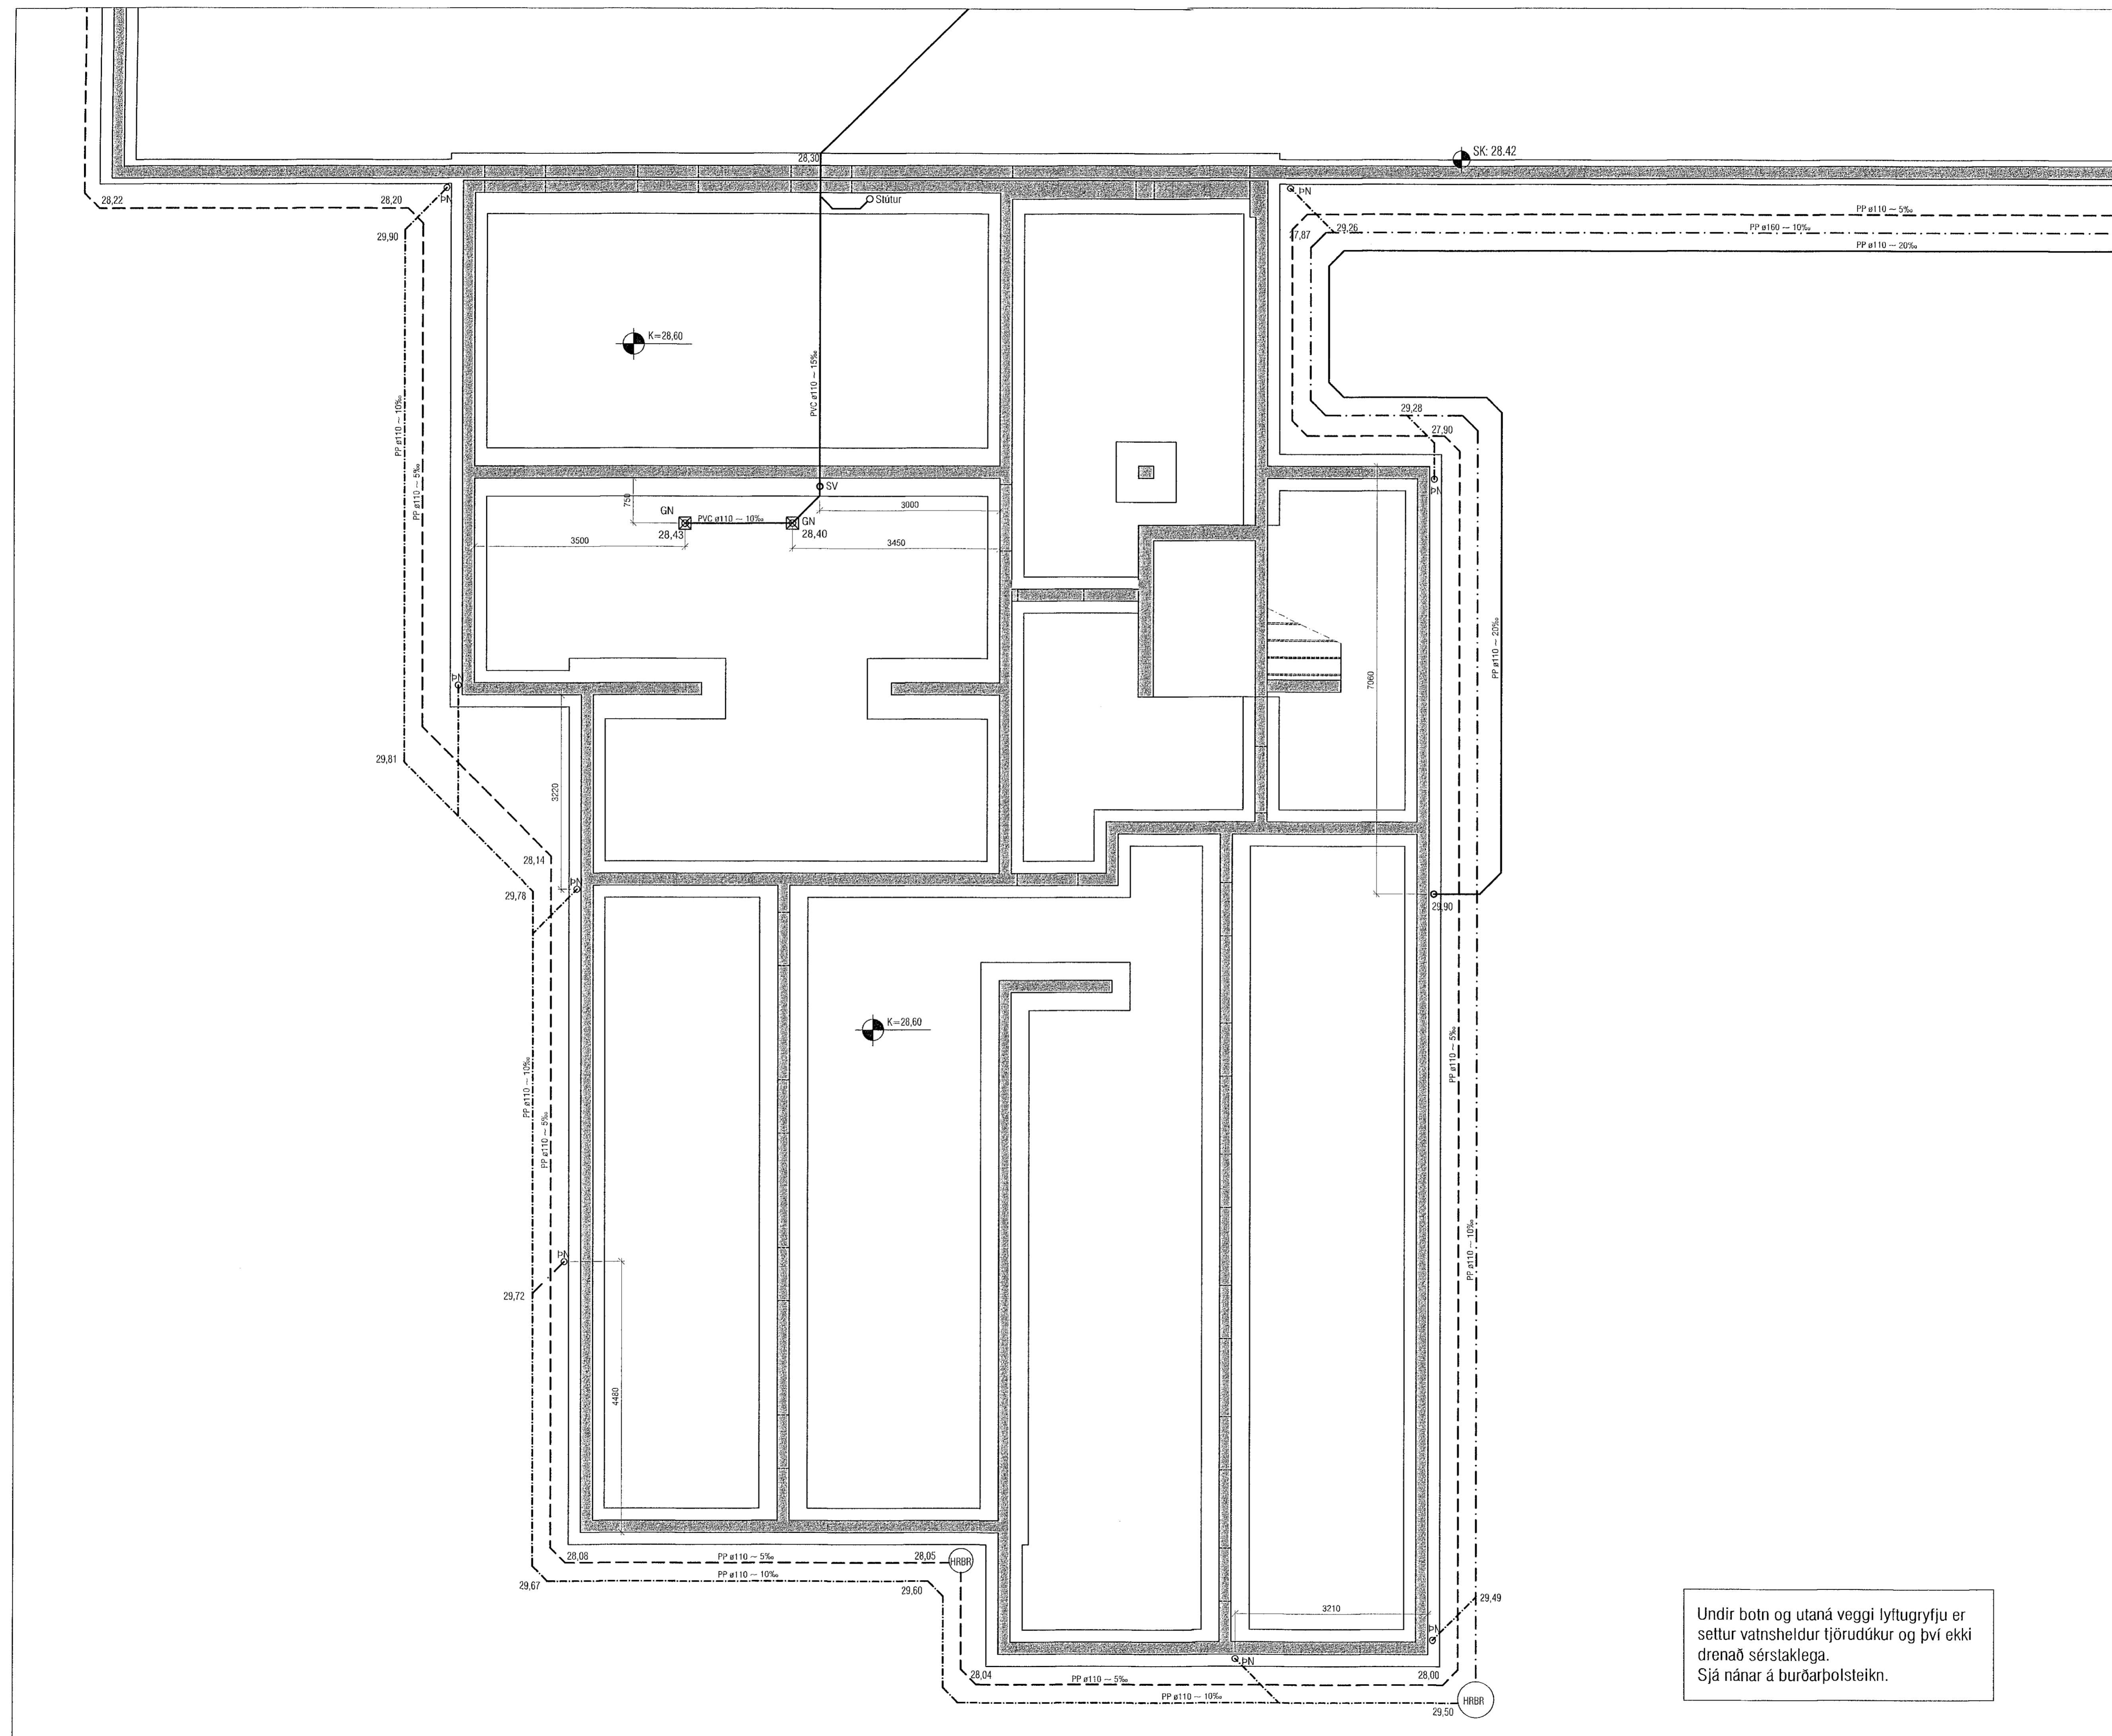 28,30
SK: 28.42
28,22
28,20
ÞN
Stútur
ÞN
29,90
27,87
29,26
PP ø110 ~ 5‰
PP ø160 ~ 10‰
PP ø110 ~ 20‰
K=28,60
PVC ø110 ~ 15‰
PP ø110 ~ 10‰
PP ø110 ~ 5‰
29,28
27,90
ÞN
SV
750
3000
GN
PVC ø110 ~ 10‰
GN
28,43
28,40
3500
3450
PP ø110 ~ 20‰
7060
ÞN
29,81
3220
28,14
ÞN
29,78
29,90
K=28,60
PP ø110 ~ 10‰
PP ø110 ~ 5‰
PP ø110 ~ 5‰
PP ø110 ~ 10‰
ÞN
29,72
4480
28,08
PP ø110 ~ 5‰
28,05
HRBR
29,67
PP ø110 ~ 10‰
29,60
3210
29,49
ÞN
ÞN
28,04
PP ø110 ~ 5‰
28,00
PP ø110 ~ 10‰
29,50
HRBR
Undir botn og utaná veggi lyftugryfju er
settur vatnsheldur tjörudúkur og því ekki
drenað sérstaklega.
Sjá nánar á burðarþolsteikn.